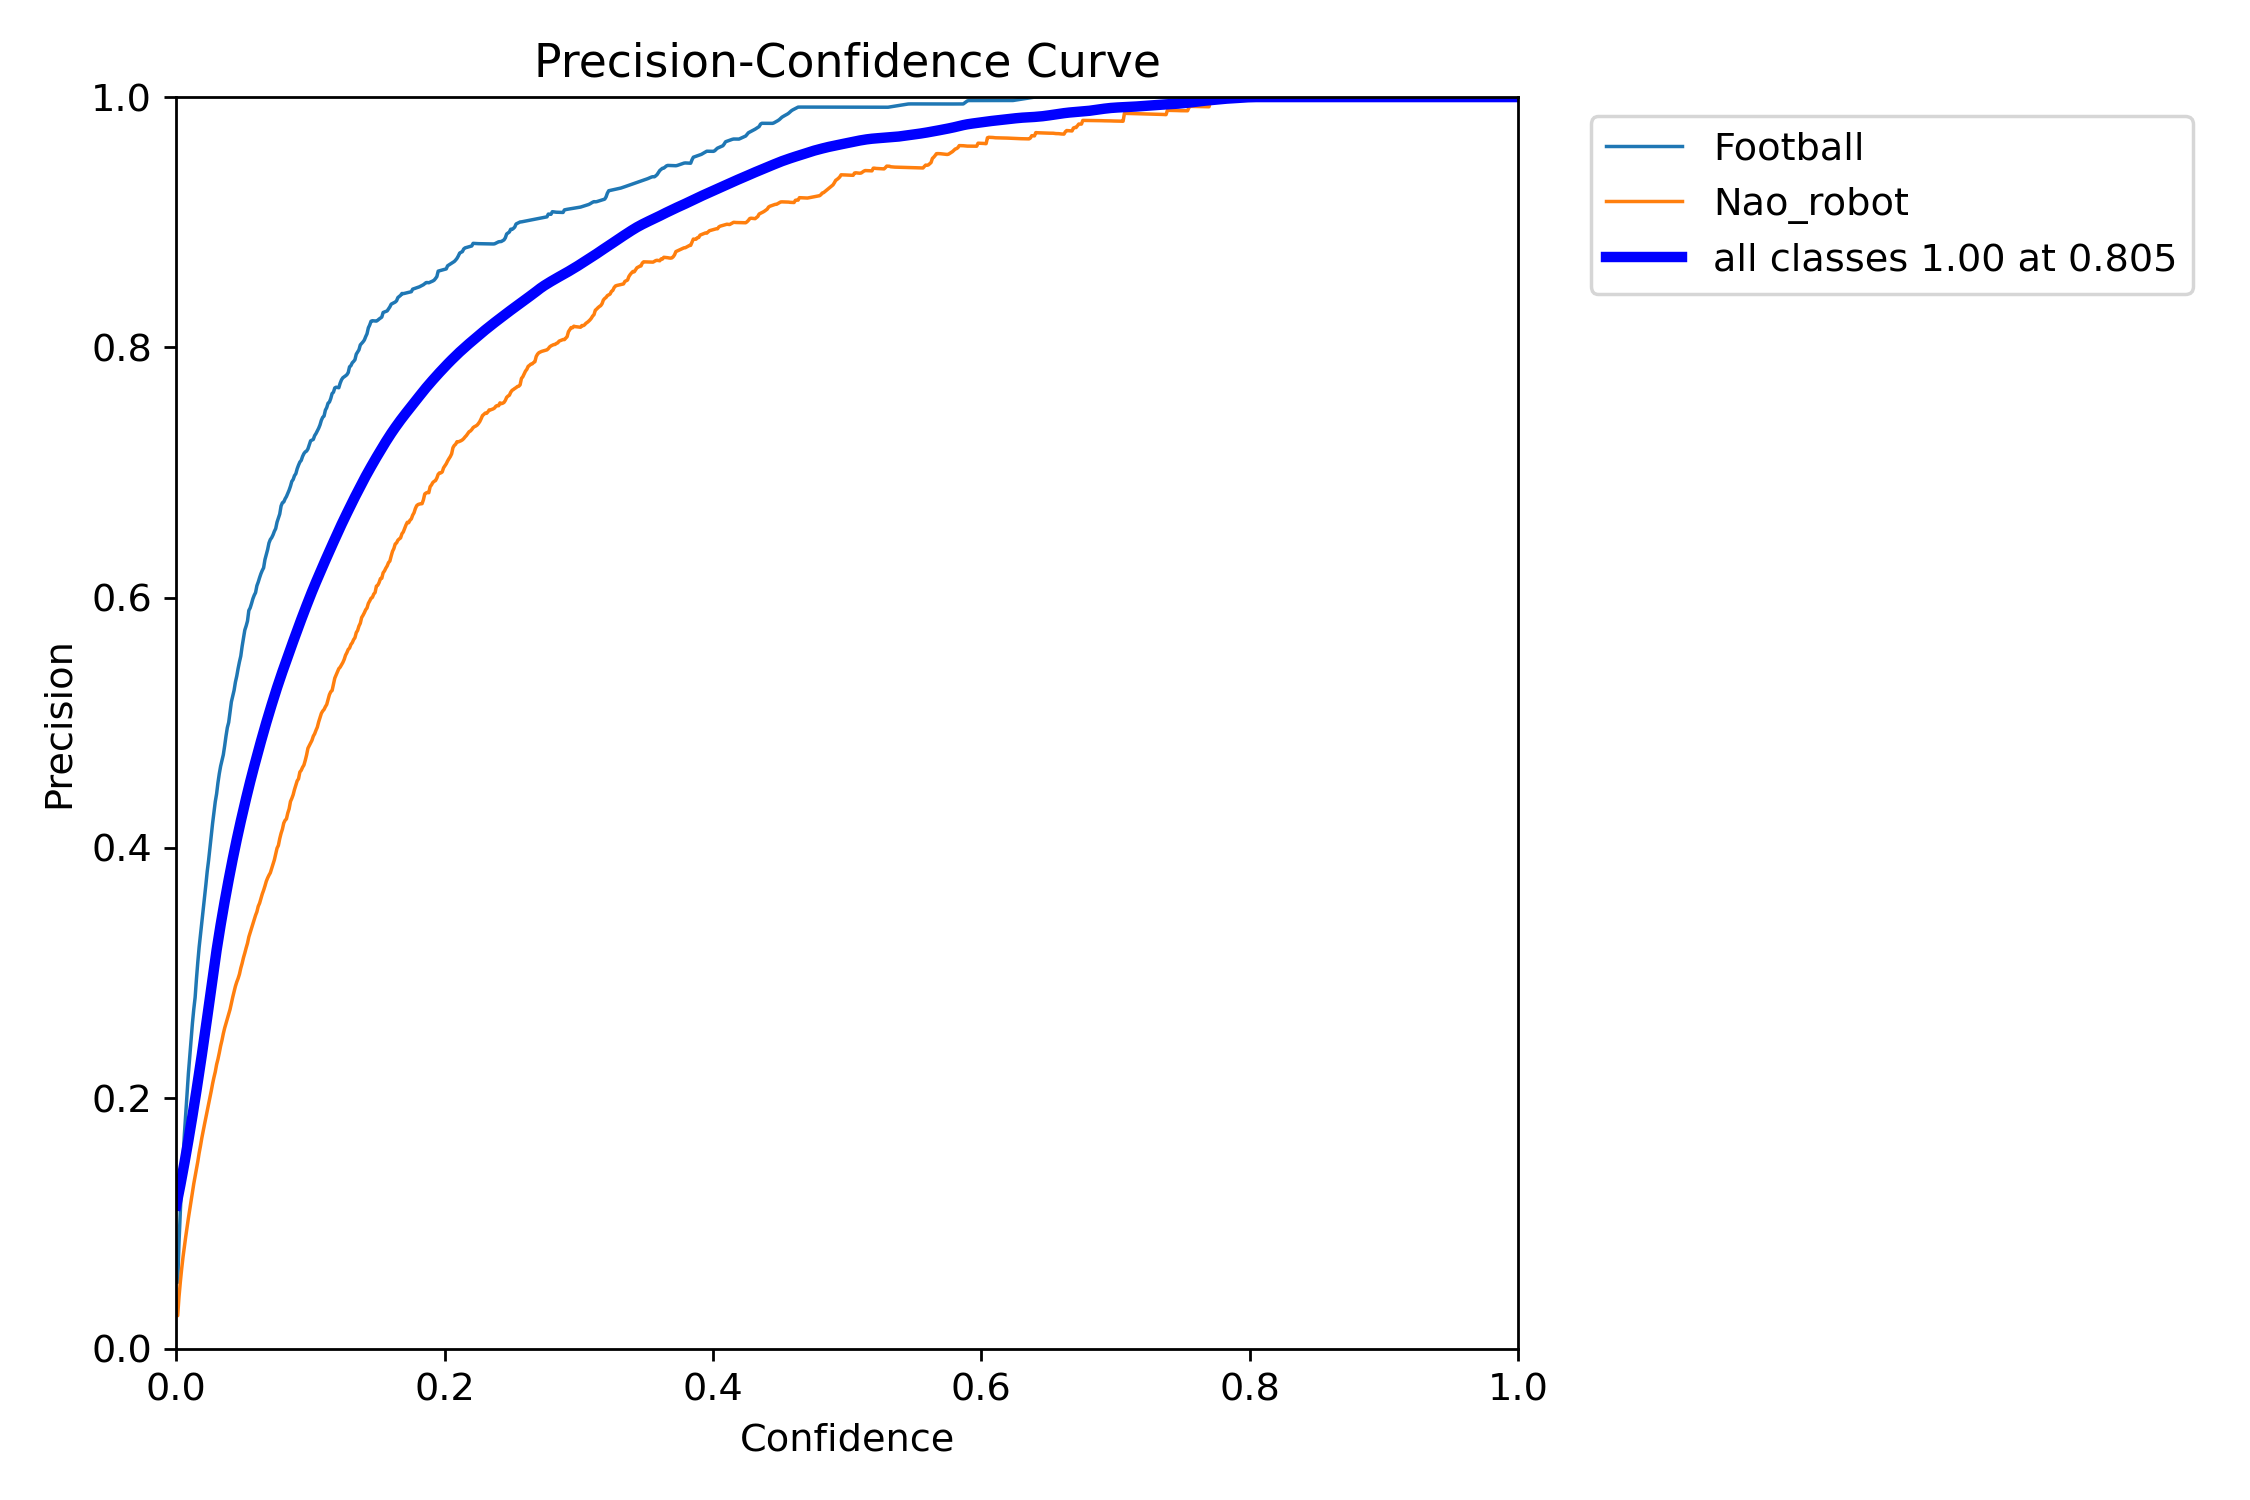 Precision-Confidence Curve
1.0
0.8
0.6
0.4
0.2
0.0
Precision
0.0 0.2 0.4 0.6 0.8 1.0
Confidence
Football
Nao_robot
all classes 1.00 at 0.805